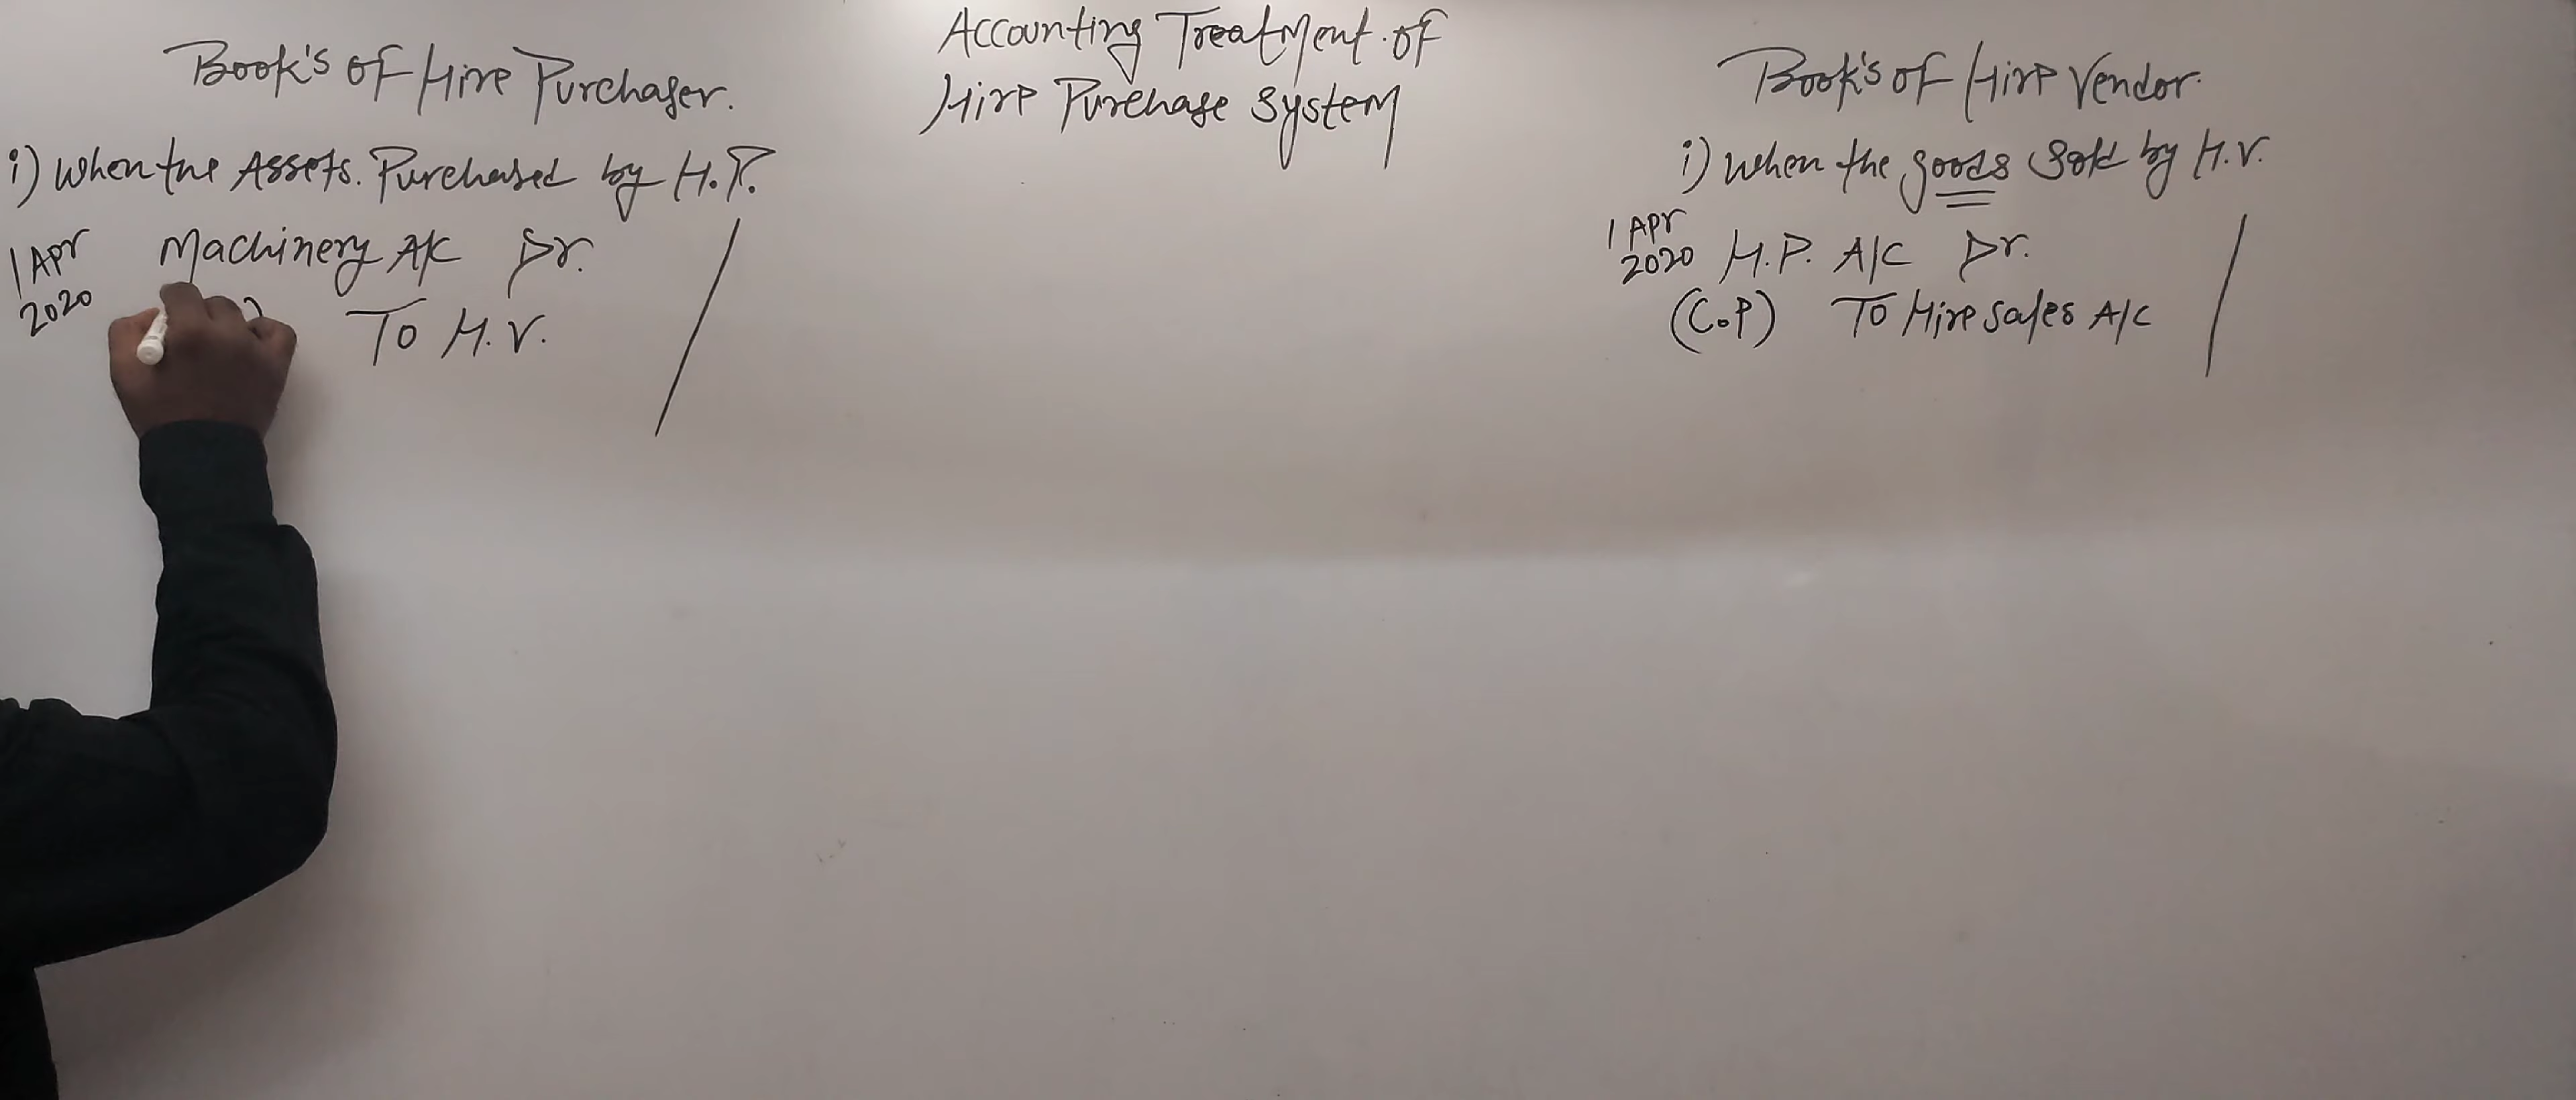 Accounting Treatment of
Hire Purchase System
Book's of Hire Purchaser.
i) When the Assets. Purchased by H.P.
1 Apr
2020
Machinery A/c Dr.
To H.V.
Book's of Hire Vendor.
i) When the goods Sold by H.V.
1 Apr
2020
H.P. A/C Dr.
(C.P) To Hire sales A/C